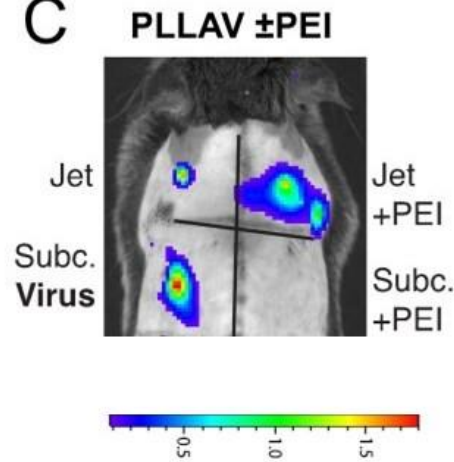 C
PLLAV ±PEI
Jet
Jet
+PEI
Subc.
Virus
Subc.
+PEI
0.5
1.0
1.5